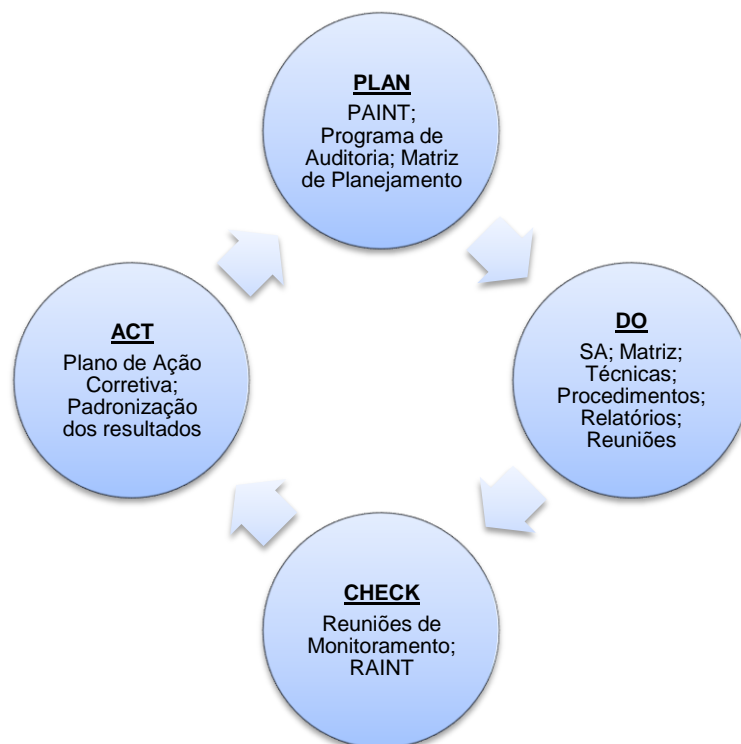 PLAN
PAINT;
Programa de
Auditoria; Matriz
de Planejamento
DO
SA; Matriz;
Técnicas;
Procedimentos;
Relatórios;
Reuniões
CHECK
Reuniões de
Monitoramento;
RAINT
ACT
Plano de Ação
Corretiva;
Padronização
dos resultados